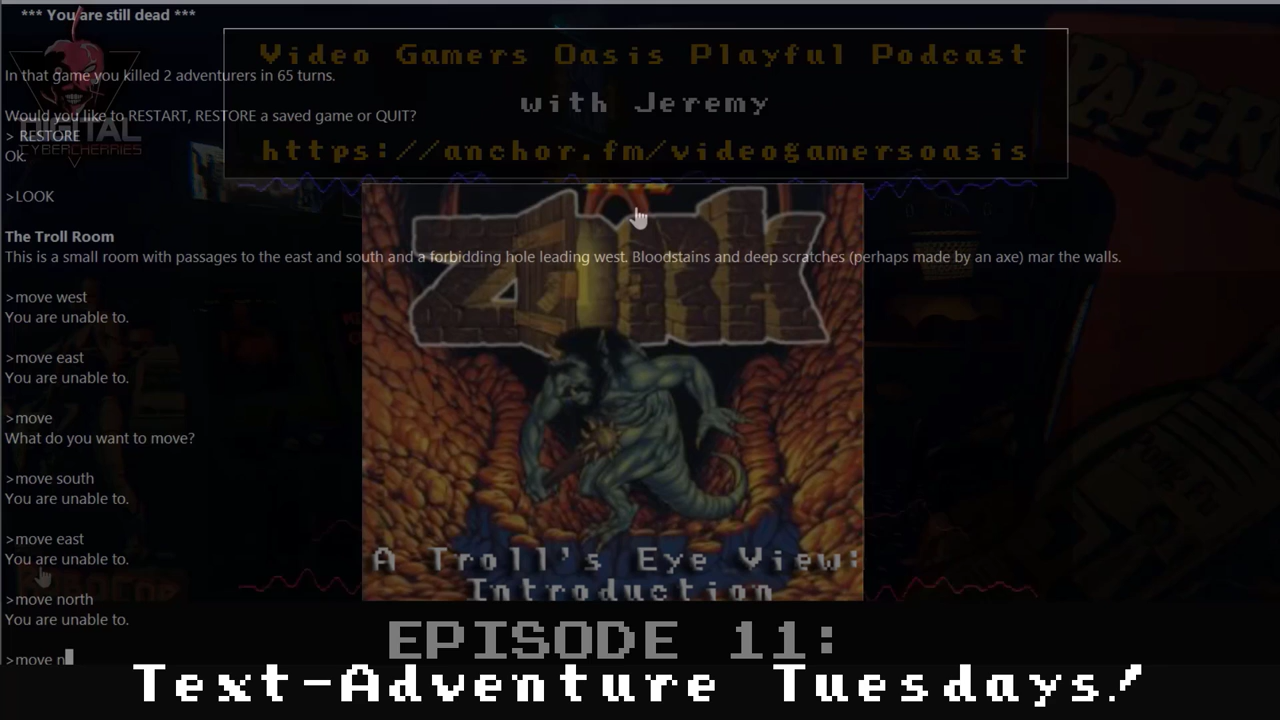 *** You are still dead ***
Video Gamers Oasis Playful Podcast
with Jeremy
https://anchor.fm/videogamersoasis
In that game you killed 2 adventurers in 65 turns.
Would you like to RESTART, RESTORE a saved game or QUIT?
> RESTORE
Ok.
DIGITAL
CYBERCHERRIES
>LOOK
The Troll Room
This is a small room with passages to the east and south and a forbidding hole leading west. Bloodstains and deep scratches (perhaps made by an axe) mar the walls.
ZORK
>move west
You are unable to.
>move east
You are unable to.
>move
What do you want to move?
>move south
You are unable to.
>move east
You are unable to.
>move north
You are unable to.
>move n
A Troll's Eye View:
Introduction
EPISODE 11:
Text-Adventure Tuesdays!